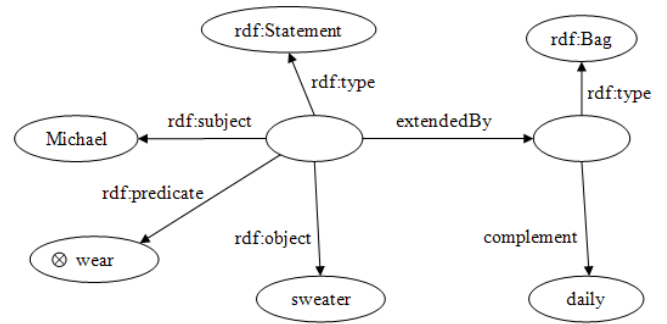 rdf:Statement
rdf:Bag
rdf:type
rdf:type
rdf:subject
extendedBy
Michael
rdf:predicate
rdf:object
complement
⊗ wear
sweater
daily